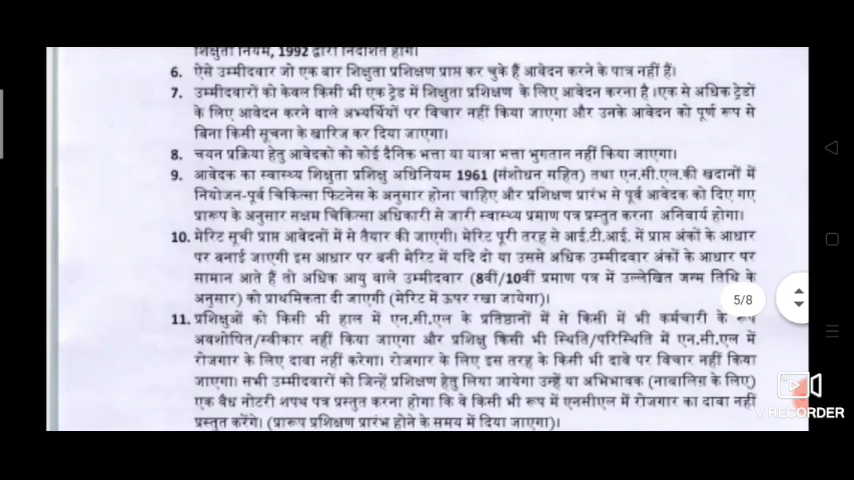 शिक्षुता नियम, 1992 द्वारा निर्देशित होगे।
6. ऐसे उम्मीदवार जो एक बार शिक्षुता प्रशिक्षण प्राप्त कर चुके हैं आवेदन करने के पात्र नहीं हैं।
7. उम्मीदवारों को केवल किसी भी एक ट्रेड में शिक्षुता प्रशिक्षण के लिए आवेदन करना है। एक से अधिक ट्रेडों
के लिए आवेदन करने वाले अभ्यर्थियों पर विचार नहीं किया जाएगा और उनके आवेदन को पूर्ण रूप से
बिना किसी सूचना के खारिज कर दिया जाएगा।
8. चयन प्रक्रिया हेतु आवेदकों को कोई दैनिक भत्ता या यात्रा भत्ता भुगतान नहीं किया जाएगा।
9. आवेदक का स्वास्थ्य शिक्षुता प्रशिक्षु अधिनियम 1961 (संशोधन सहित) तथा एन.सी.एल.की खदानों में
नियोजन-पूर्व चिकित्सा फिटनेस के अनुसार होना चाहिए और प्रशिक्षण प्रारंभ से पूर्व आवेदक को दिए गए
प्रारूप के अनुसार सक्षम चिकित्सा अधिकारी से जारी स्वास्थ्य प्रमाण पत्र प्रस्तुत करना अनिवार्य होगा।
10. मेरिट सूची प्राप्त आवेदनों में से तैयार की जाएगी। मेरिट पूरी तरह से आई.टी.आई. में प्राप्त अंकों के आधार
पर बनाई जाएगी इस आधार पर बनी मेरिट में यदि दो या उससे अधिक उम्मीदवार अंकों के आधार पर
सामान आते हैं तो अधिक आयु वाले उम्मीदवार (8वीं/10वीं प्रमाण पत्र में उल्लेखित जन्म तिथि के
अनुसार) को प्राथमिकता दी जाएगी (मेरिट में ऊपर रखा जायेगा)।
5/8
11. प्रशिक्षुओं को किसी भी हाल में एन.सी.एल के प्रतिष्ठानों में से किसी में भी कर्मचारी के रूप
अवशोषित/स्वीकार नहीं किया जाएगा और प्रशिक्षु किसी भी स्थिति/परिस्थिति में एन.सी.एल में
रोजगार के लिए दावा नहीं करेगा। रोजगार के लिए इस तरह के किसी भी दावे पर विचार नहीं किया
जाएगा। सभी उम्मीदवारों को जिन्हें प्रशिक्षण हेतु लिया जायेगा उन्हें या अभिभावक (नाबालिग़ के लिए)
एक वैध नोटरी शपथ पत्र प्रस्तुत करना होगा कि वे किसी भी रूप में एनसीएल में रोजगार का दावा नहीं
प्रस्तुत करेंगे। (प्रारूप प्रशिक्षण प्रारंभ होने के समय में दिया जाएगा)।
V RECORDER